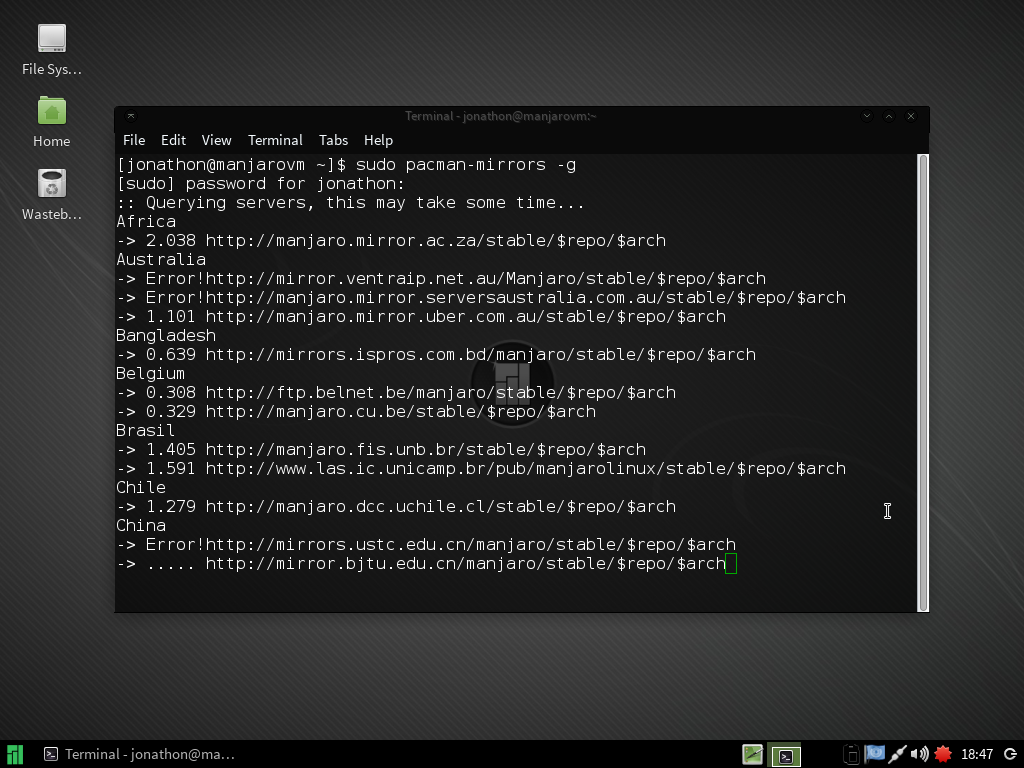 File Sys...
Home
Wasteb...
Terminal - jonathon@manjarovm:~
File Edit View Terminal Tabs Help
[jonathon@manjarovm ~]$ sudo pacman-mirrors -g
[sudo] password for jonathon:
:: Querying servers, this may take some time...
Africa
-> 2.038 http://manjaro.mirror.ac.za/stable/$repo/$arch
Australia
-> Error!http://mirror.ventraip.net.au/Manjaro/stable/$repo/$arch
-> Error!http://manjaro.mirror.serversaustralia.com.au/stable/$repo/$arch
-> 1.101 http://manjaro.mirror.uber.com.au/stable/$repo/$arch
Bangladesh
-> 0.639 http://mirrors.ispros.com.bd/manjaro/stable/$repo/$arch
Belgium
-> 0.308 http://ftp.belnet.be/manjaro/stable/$repo/$arch
-> 0.329 http://manjaro.cu.be/stable/$repo/$arch
Brasil
-> 1.405 http://manjaro.fis.unb.br/stable/$repo/$arch
-> 1.591 http://www.las.ic.unicamp.br/pub/manjarolinux/stable/$repo/$arch
Chile
-> 1.279 http://manjaro.dcc.uchile.cl/stable/$repo/$arch
China
-> Error!http://mirrors.ustc.edu.cn/manjaro/stable/$repo/$arch
-> ..... http://mirror.bjtu.edu.cn/manjaro/stable/$repo/$arch
Terminal - jonathon@ma...
18:47